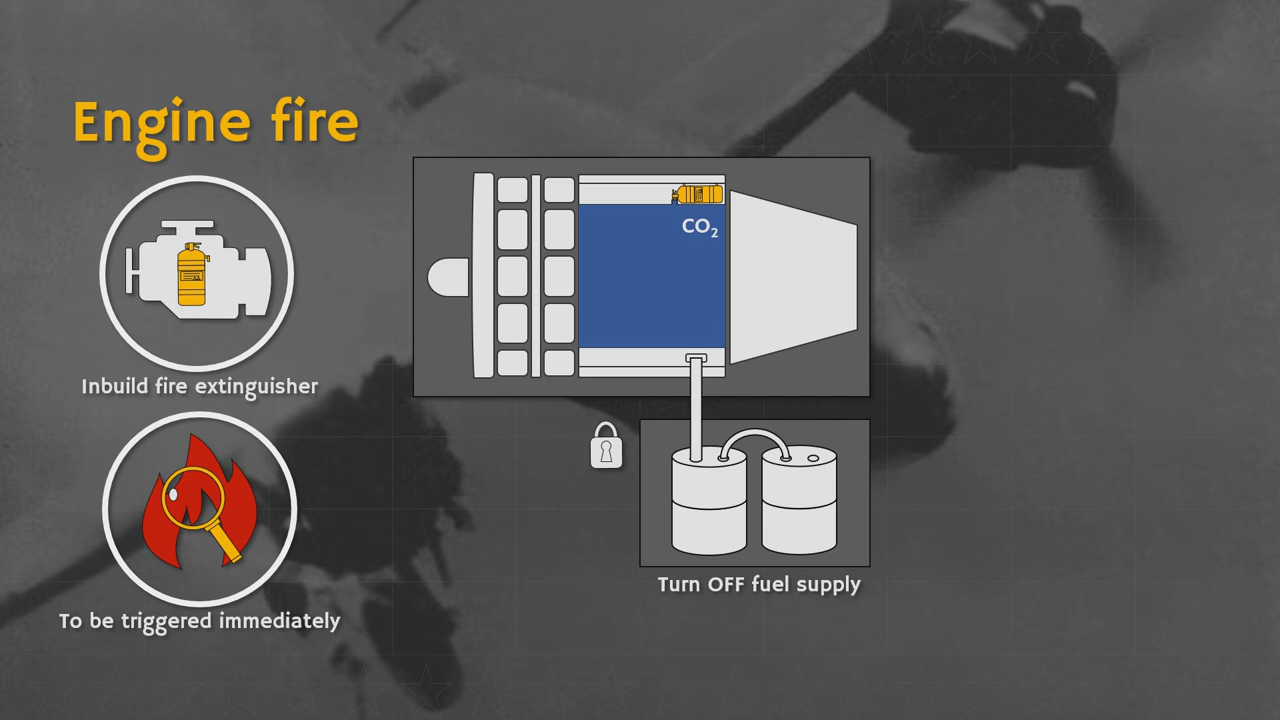 Engine fire
CO₂
Inbuild fire extinguisher
Turn OFF fuel supply
To be triggered immediately